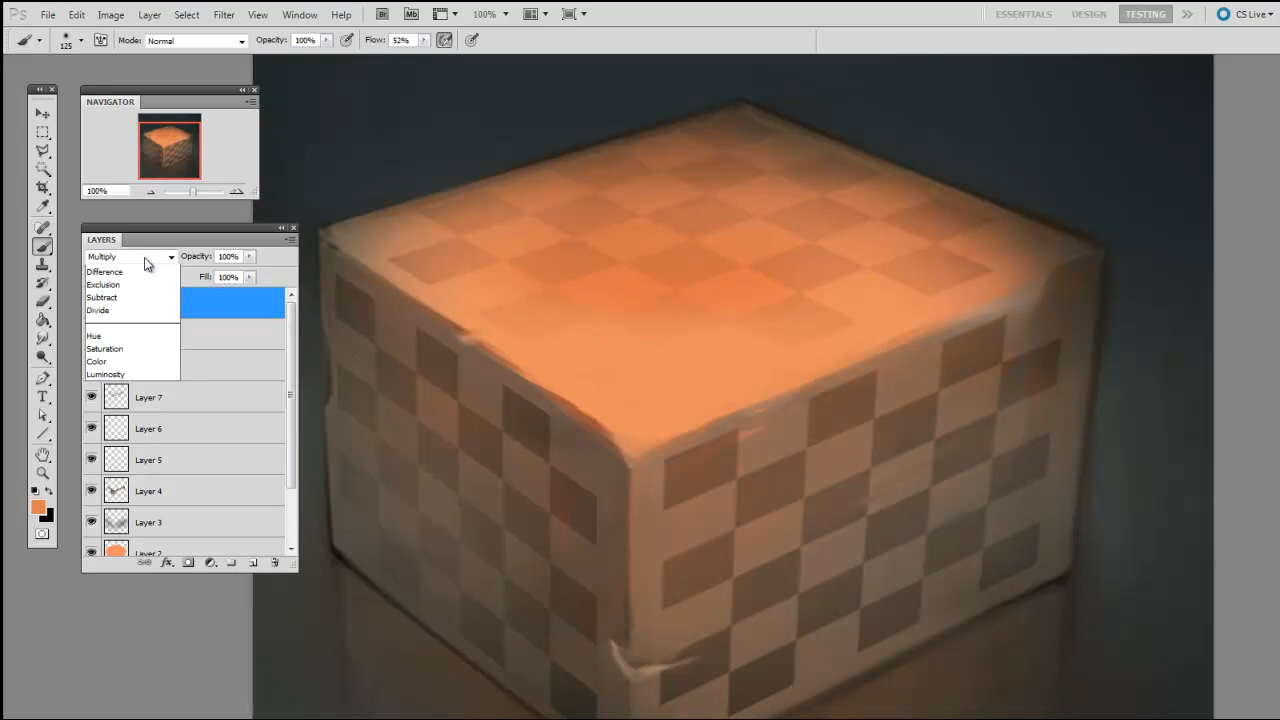 Ps File Edit Image Layer Select Filter View Window Help Br Mb 100% ESSENTIALS DESIGN TESTING CS Live
125 Mode: Normal Opacity: 100% Flow: 52%
NAVIGATOR
100%
LAYERS
Multiply Opacity: 100%
Difference
Exclusion Fill: 100%
Subtract
Divide
Hue
Saturation
Color
Luminosity
Layer 7
Layer 6
Layer 5
Layer 4
Layer 3
Layer 2